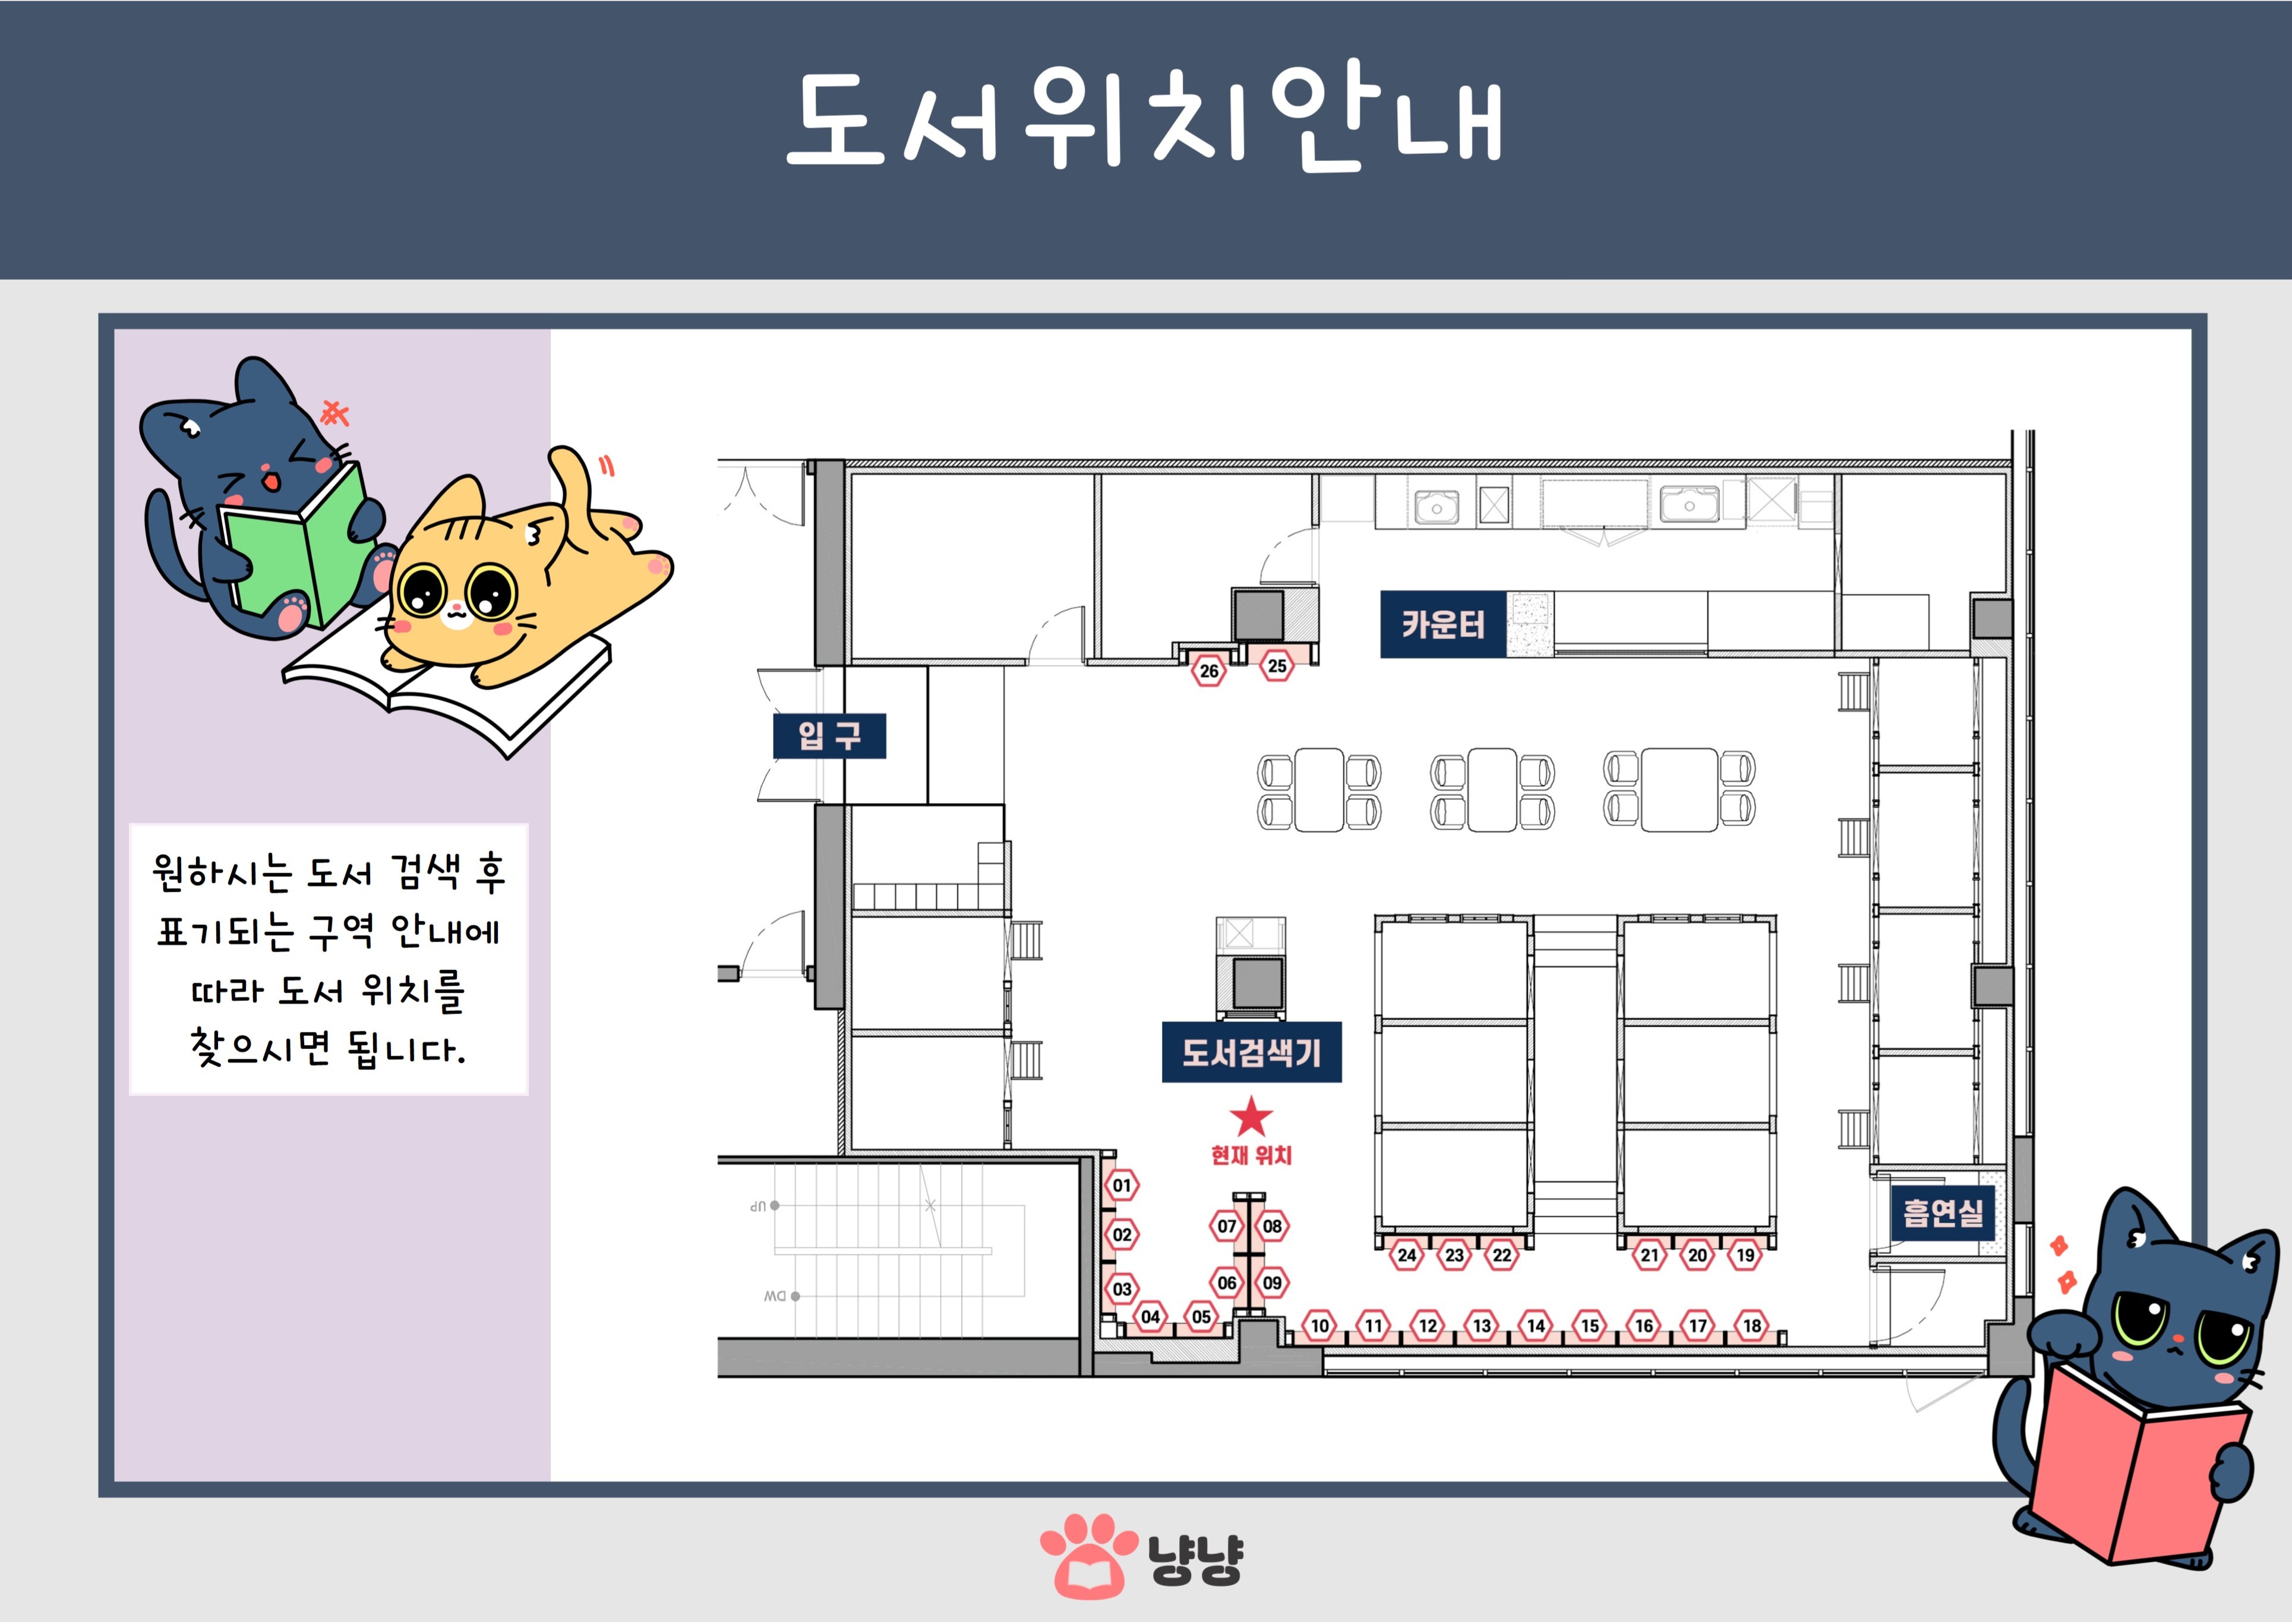 도서위치안내
원하시는 도서 검색 후
표기되는 구역 안내에
따라 도서 위치를
찾으시면 됩니다.
카운터
26
25
입 구
도서검색기
현재 위치
UP
DW
01
02
03
04
05
07
08
06
09
24
23
22
21
20
19
흡연실
10
11
12
13
14
15
16
17
18
냥냥